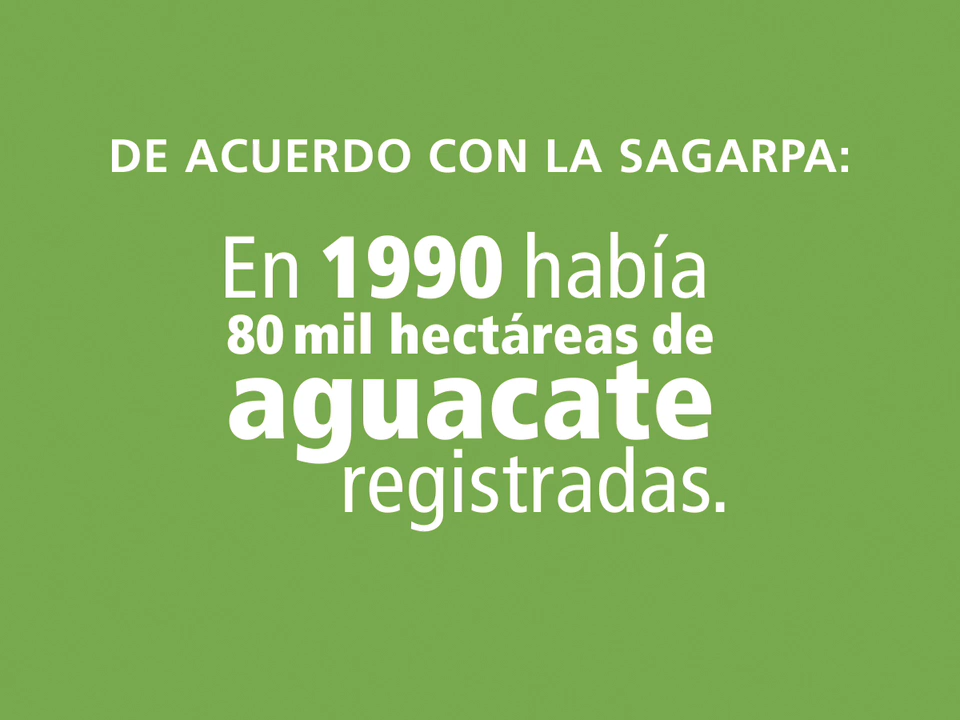 DE ACUERDO CON LA SAGARPA:
En 1990 había
80 mil hectáreas de
aguacate
registradas.